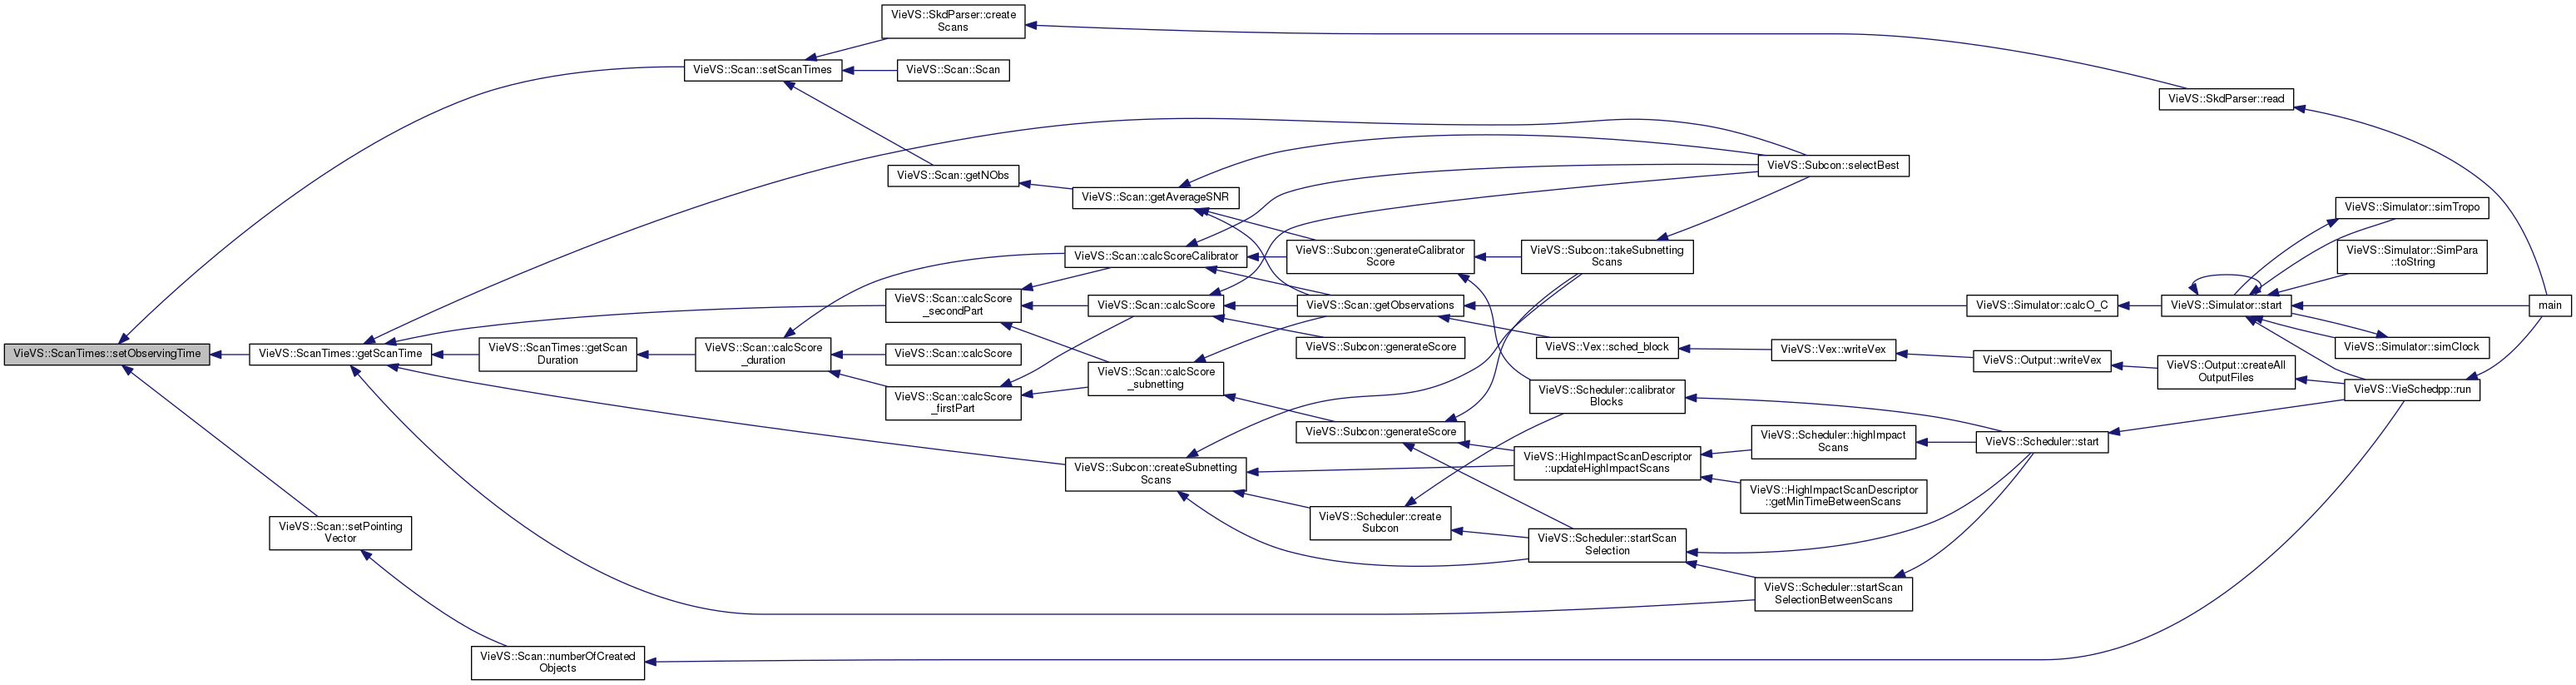 VieVS::ScanTimes::setObservingTime
VieVS::Scan::setScanTimes
VieVS::ScanTimes::getScanTime
VieVS::Scan::setPointing
Vector
VieVS::SkdParser::create
Scans
VieVS::Scan::Scan
VieVS::Scan::getNObs
VieVS::ScanTimes::getScan
Duration
VieVS::Scan::numberOfCreated
Objects
VieVS::Scan::calcScore
_secondPart
VieVS::Scan::calcScore
_duration
VieVS::Scan::calcScore
VieVS::Scan::calcScore
_firstPart
VieVS::Scan::getAverageSNR
VieVS::Scan::calcScoreCalibrator
VieVS::Scan::calcScore
VieVS::Scan::calcScore
_subnetting
VieVS::Subcon::createSubnetting
Scans
VieVS::Subcon::generateCalibrator
Score
VieVS::Scan::getObservations
VieVS::Subcon::generateScore
VieVS::Subcon::generateScore
VieVS::Scheduler::create
Subcon
VieVS::Subcon::takeSubnetting
Scans
VieVS::Vex::sched_block
VieVS::Scheduler::calibrator
Blocks
VieVS::HighImpactScanDescriptor
::updateHighImpactScans
VieVS::Scheduler::startScan
Selection
VieVS::Subcon::selectBest
VieVS::Vex::writeVex
VieVS::Scheduler::highImpact
Scans
VieVS::HighImpactScanDescriptor
::getMinTimeBetweenScans
VieVS::Scheduler::startScan
SelectionBetweenScans
VieVS::Simulator::calcO_C
VieVS::Output::writeVex
VieVS::Scheduler::start
VieVS::SkdParser::read
VieVS::Simulator::start
VieVS::Output::createAll
OutputFiles
VieVS::Simulator::simTropo
VieVS::Simulator::SimPara
::toString
VieVS::Simulator::simClock
VieVS::VieSchedpp::run
main